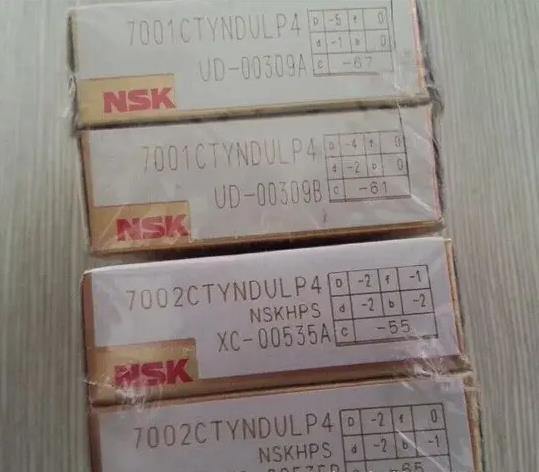 7001CTYNDULP4 D -5 f 0
d -1 b 0
UD-00309A C -67
NSK
7001CTYNDULP4 D -4 f 0
d -2 b 0
UD-00309B C -61
NSK
7002CTYNDULP4 D -2 f -1
NSKHPS d -2 b -2
XC-00535A C -55
NSK
7002CTYNDULP4 D -2 f 0
NSKHPS d -2 b -1